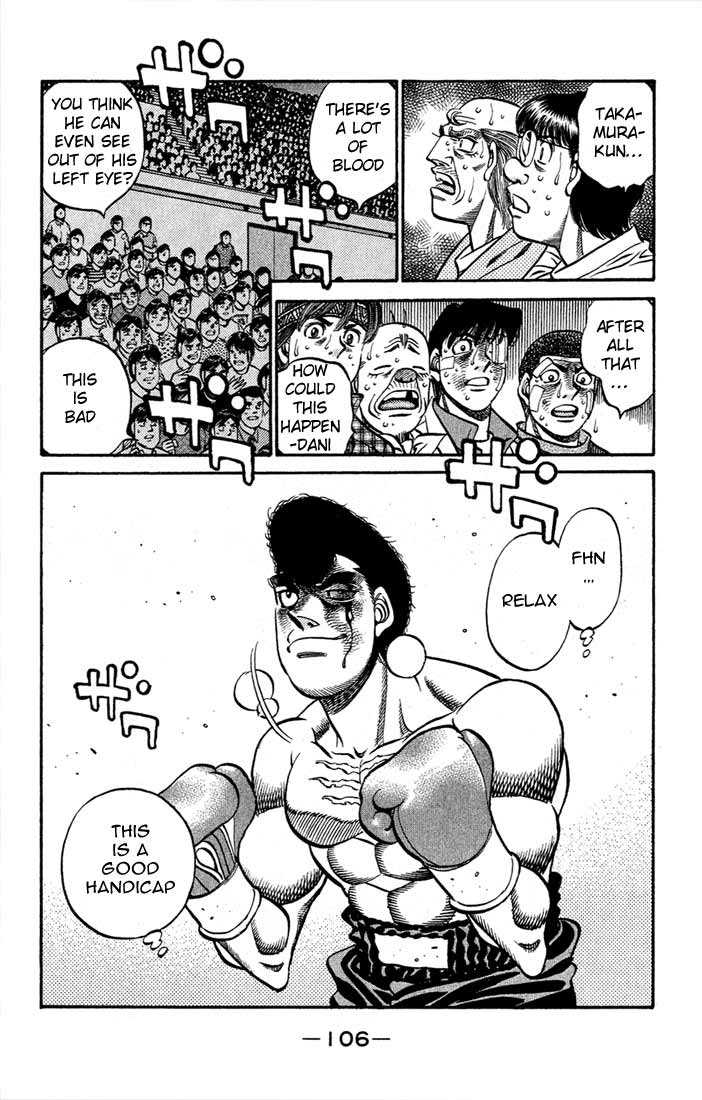 TAKA-
MURA-
KUN...
THERE'S
A LOT
OF
BLOOD
YOU THINK
HE CAN
EVEN SEE
OUT OF HIS
LEFT EYE?
ザワ
ザワ
THIS
IS
BAD
ザワ
AFTER
ALL
THAT
...
HOW
COULD
THIS
HAPPEN
-DANI
ザワ
FHN
...
RELAX
ザワ
THIS
IS A
GOOD
HANDICAP
—106—